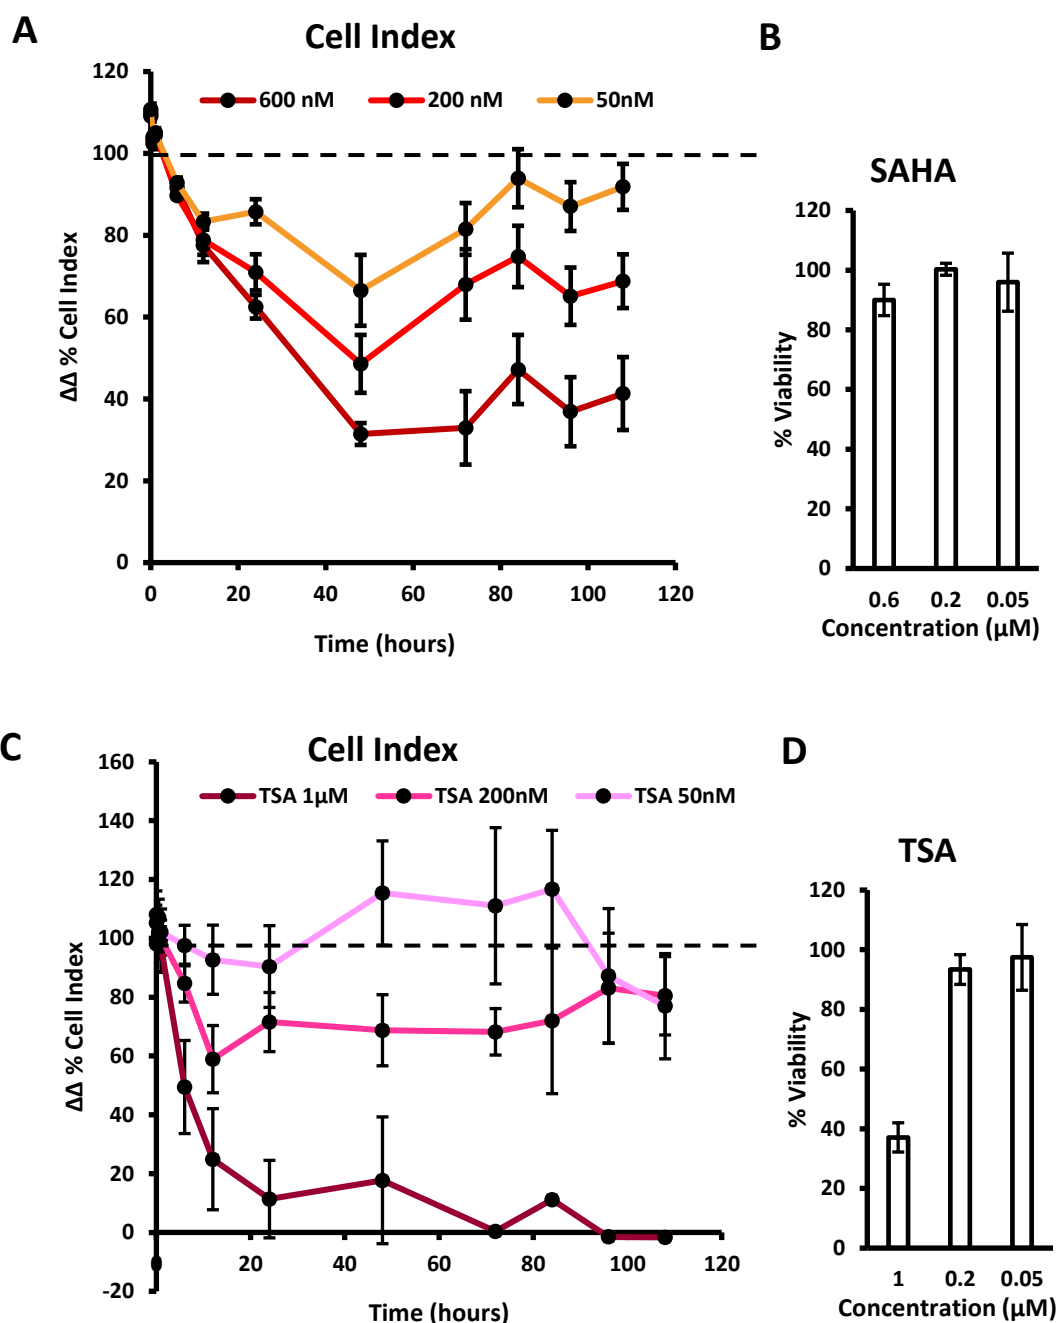 A
Cell Index
600 nM 200 nM 50nM
120
100
80
60
40
20
0
ΔΔ % Cell Index
0 20 40 60 80 100 120
Time (hours)
B
SAHA
120
100
80
60
40
20
0
% Viability
0.6 0.2 0.05
Concentration (µM)
C
Cell Index
TSA 1µM TSA 200nM TSA 50nM
160
140
120
100
80
60
40
20
0
-20
ΔΔ % Cell Index
0 20 40 60 80 100 120
Time (hours)
D
TSA
120
100
80
60
40
20
0
% Viability
1 0.2 0.05
Concentration (µM)